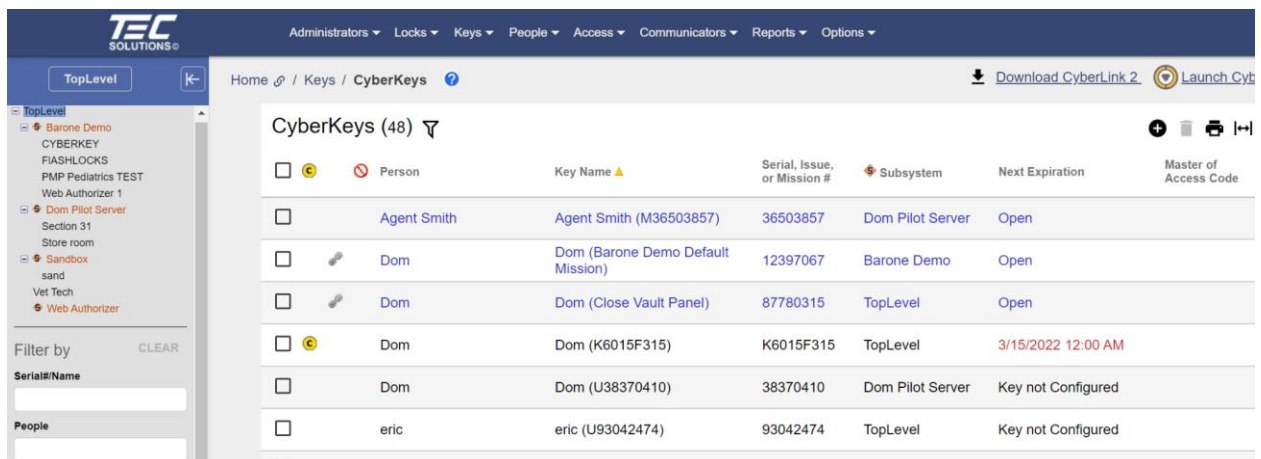 TEC
SOLUTIONS©
Administrators Locks Keys People Access Communicators Reports Options
TopLevel
Home / Keys / CyberKeys ?
Download CyberLink 2 Launch Cyb
TopLevel
Barone Demo
CYBERKEY
FlASHLOCKS
PMP Pediatrics TEST
Web Authorizer 1
Dom Pilot Server
Section 31
Store room
Sandbox
sand
Vet Tech
Web Authorizer
Filter by CLEAR
Serial#/Name
People
CyberKeys (48)
C Person Key Name Serial, Issue, or Mission # S Subsystem Next Expiration Master of Access Code
Agent Smith Agent Smith (M36503857) 36503857 Dom Pilot Server Open
Dom Dom (Barone Demo Default Mission) 12397067 Barone Demo Open
Dom Dom (Close Vault Panel) 87780315 TopLevel Open
C Dom Dom (K6015F315) K6015F315 TopLevel 3/15/2022 12:00 AM
Dom Dom (U38370410) 38370410 Dom Pilot Server Key not Configured
eric eric (U93042474) 93042474 TopLevel Key not Configured